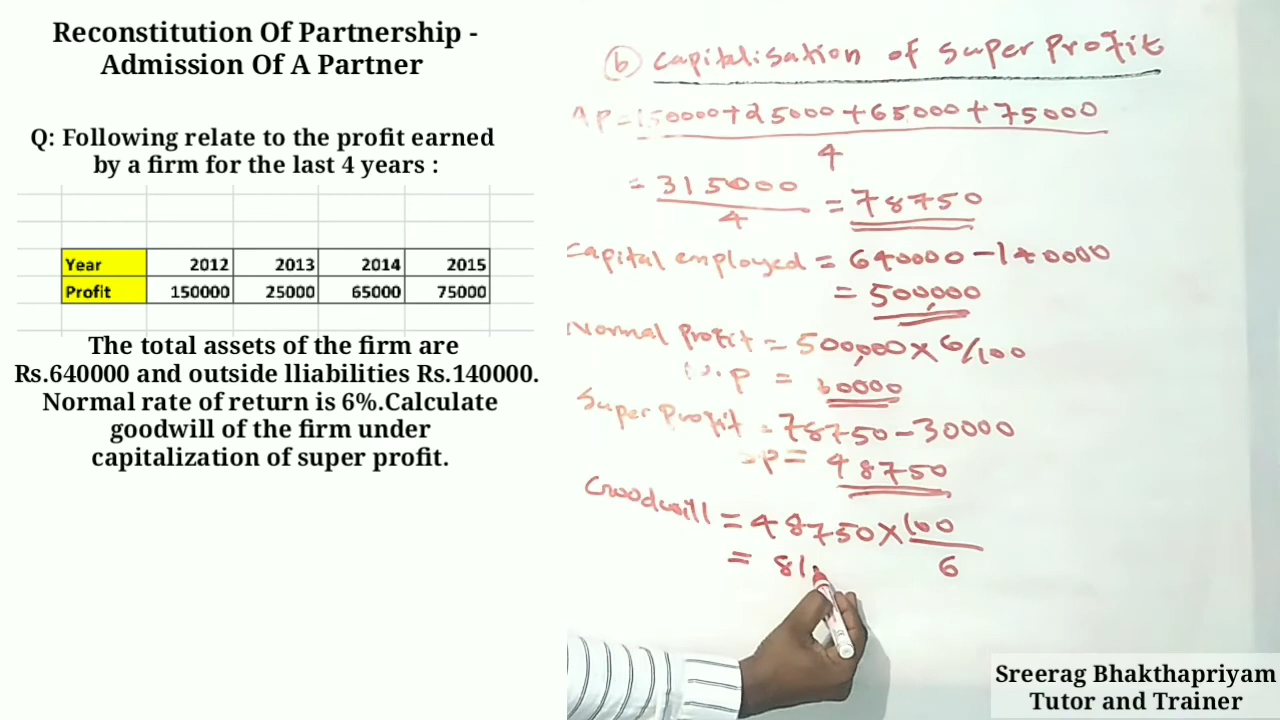 Reconstitution Of Partnership -
Admission Of A Partner
Q: Following relate to the profit earned
by a firm for the last 4 years :
Year 2012 2013 2014 2015
Profit 150000 25000 65000 75000
The total assets of the firm are
Rs.640000 and outside lliabilities Rs.140000.
Normal rate of return is 6%.Calculate
goodwill of the firm under
capitalization of super profit.
(b) Capitalisation of Super Profit
AP=150000+25000+65000+75000
4
= 315000
4
= 78750
Capital employed = 640000-140000
= 500,000
Normal Profit = 500,000×6/100
N.P =
Super Profit = 78750-30000
SP= 48750
Goodwill = 48750×100
6
= 81
Sreerag Bhakthapriyam
Tutor and Trainer